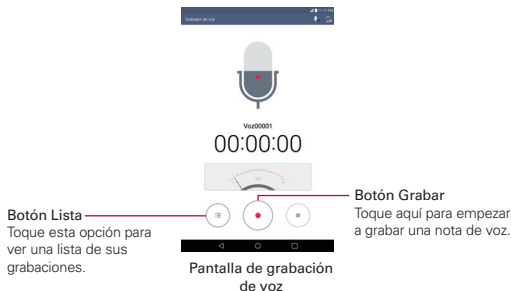 Grabador de voz
Voz00001
00:00:00
VU
Botón Lista
Toque esta opción para
ver una lista de sus
grabaciones.
Botón Grabar
Toque aquí para empezar
a grabar una nota de voz.
Pantalla de grabación
de voz